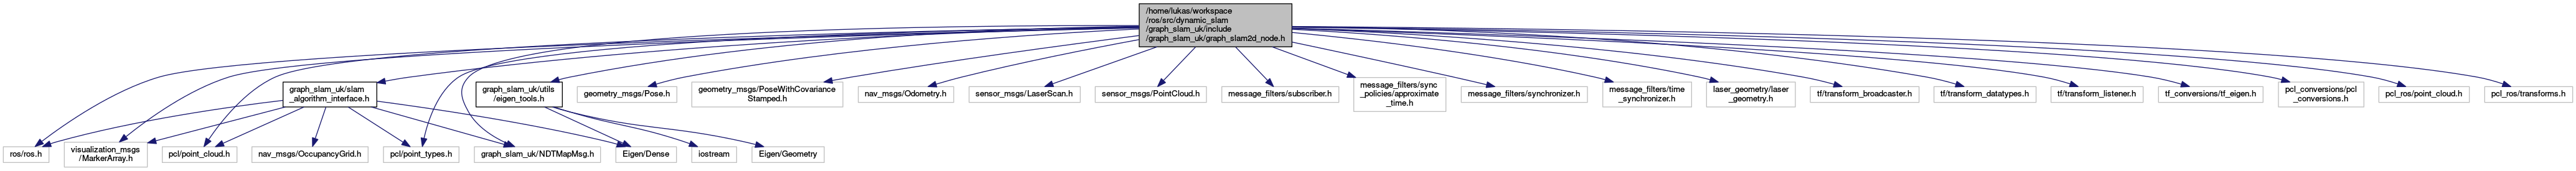 /home/lukas/workspace
/ros/src/dynamic_slam
/graph_slam_uk/include
/graph_slam_uk/graph_slam2d_node.h
graph_slam_uk/slam
_algorithm_interface.h
graph_slam_uk/utils
/eigen_tools.h
geometry_msgs/Pose.h
geometry_msgs/PoseWithCovariance
Stamped.h
nav_msgs/Odometry.h
sensor_msgs/LaserScan.h
sensor_msgs/PointCloud.h
message_filters/subscriber.h
message_filters/sync
_policies/approximate
_time.h
message_filters/synchronizer.h
message_filters/time
_synchronizer.h
laser_geometry/laser
_geometry.h
tf/transform_broadcaster.h
tf/transform_datatypes.h
tf/transform_listener.h
tf_conversions/tf_eigen.h
pcl_conversions/pcl
_conversions.h
pcl_ros/point_cloud.h
pcl_ros/transforms.h
ros/ros.h
visualization_msgs
/MarkerArray.h
pcl/point_cloud.h
nav_msgs/OccupancyGrid.h
pcl/point_types.h
graph_slam_uk/NDTMapMsg.h
Eigen/Dense
iostream
Eigen/Geometry